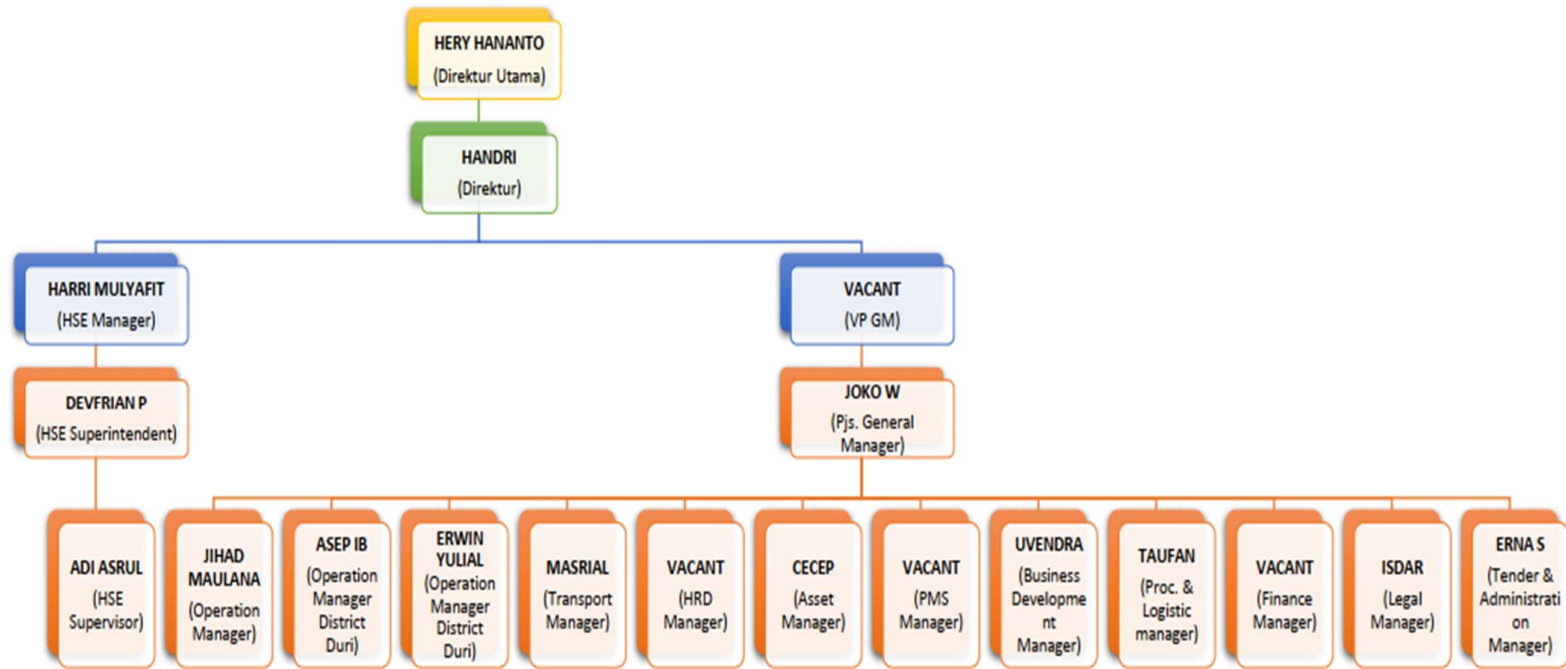 HERY HANANTO
(Direktur Utama)
HANDRI
(Direktur)
HARRI MULYAFIT
(HSE Manager)
VACANT
(VP GM)
DEVFRIAN P
(HSE Superintendent)
JOKO W
(Pjs. General
Manager)
ADI ASRUL
(HSE
Supervisor)
JIHAD
MAULANA
(Operation
Manager)
ASEP IB
(Operation
Manager
District
Duri)
ERWIN
YULIAL
(Operation
Manager
District
Duri)
MASRIAL
(Transport
Manager)
VACANT
(HRD
Manager)
CECEP
(Asset
Manager)
VACANT
(PMS
Manager)
UVENDRA
(Business
Developme
nt
Manager)
TAUFAN
(Proc. &
Logistic
manager)
VACANT
(Finance
Manager)
ISDAR
(Legal
Manager)
ERNA S
(Tender &
Administrati
on
Manager)